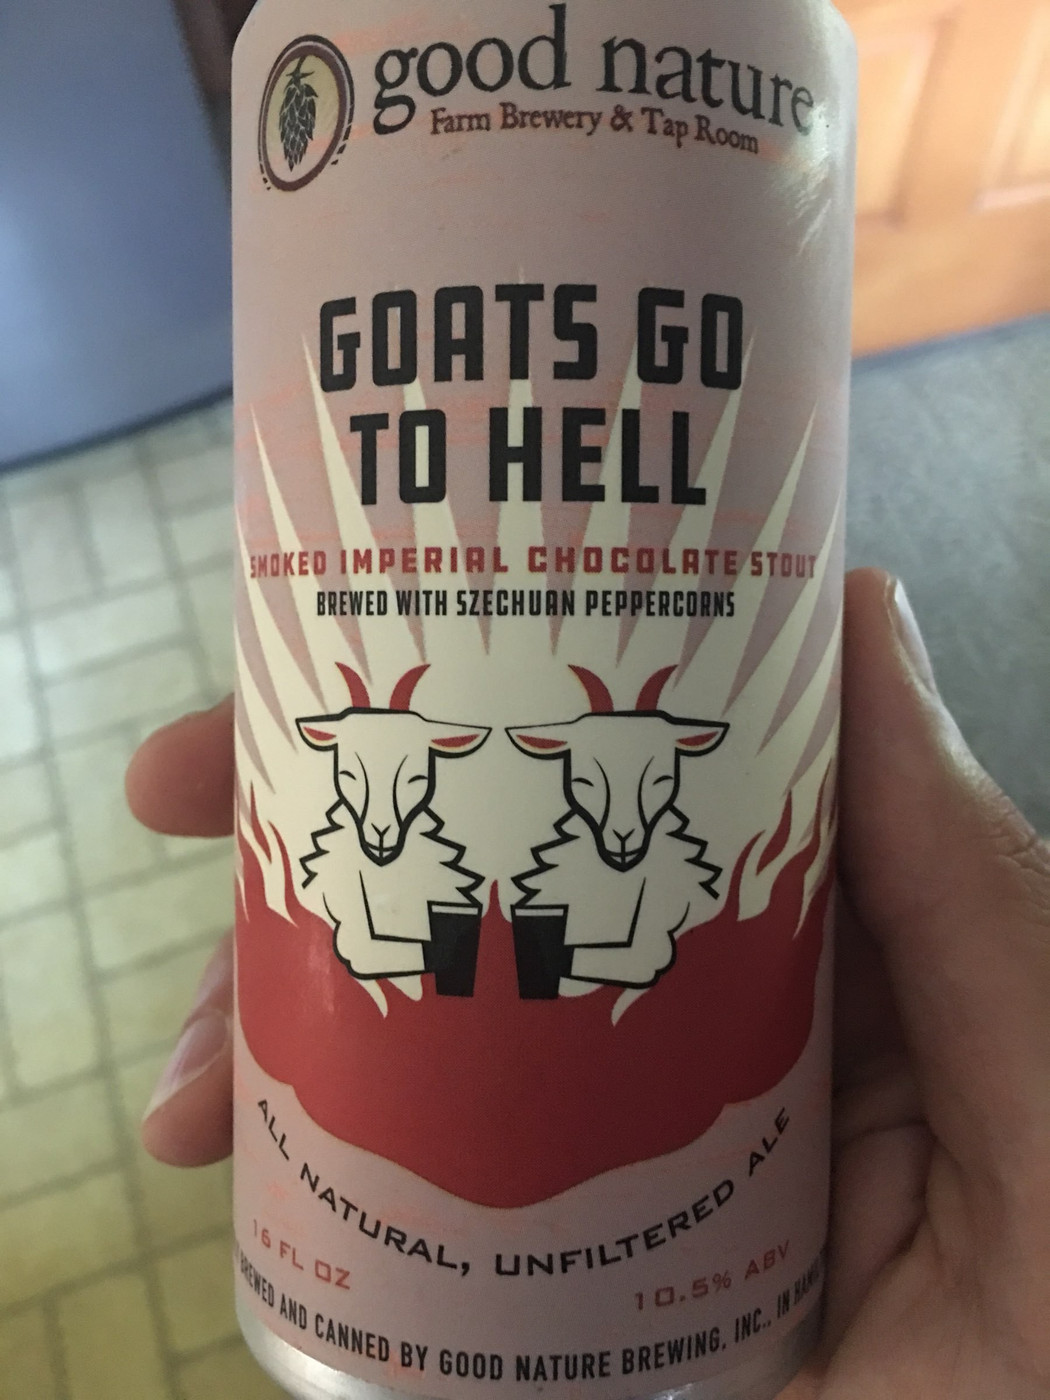 good nature
Farm Brewery & Tap Room
GOATS GO
TO HELL
SMOKED IMPERIAL CHOCOLATE STOUT
BREWED WITH SZECHUAN PEPPERCORNS
ALL NATURAL, UNFILTERED ALE
16 FL OZ
10.5% ABV
BREWED AND CANNED BY GOOD NATURE BREWING, INC., IN